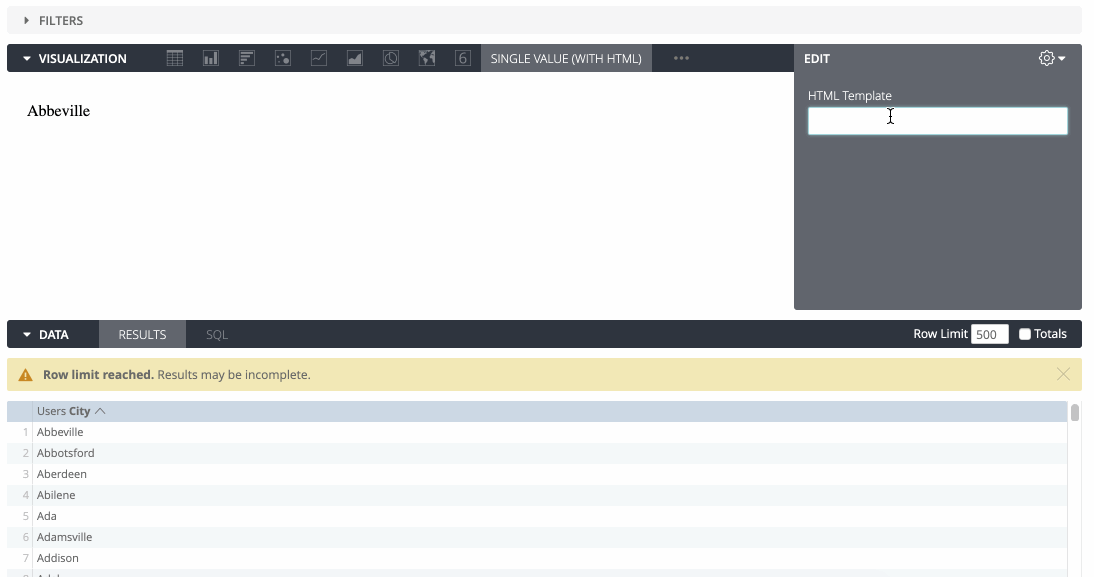 FILTERS
VISUALIZATION 6 SINGLE VALUE (WITH HTML) EDIT
HTML Template
Abbeville
DATA RESULTS SQL Row Limit 500 Totals
Row limit reached. Results may be incomplete.
Users City
1 Abbeville
2 Abbotsford
3 Aberdeen
4 Abilene
5 Ada
6 Adamsville
7 Addison